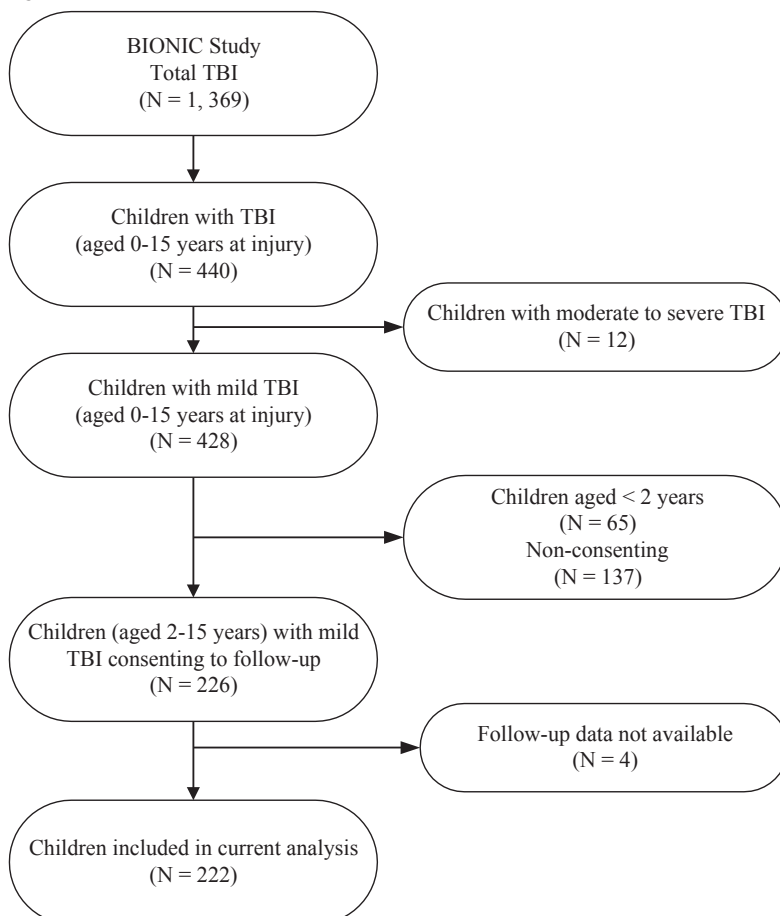 BIONIC Study
Total TBI
(N = 1, 369)
Children with TBI
(aged 0-15 years at injury)
(N = 440)
Children with moderate to severe TBI
(N = 12)
Children with mild TBI
(aged 0-15 years at injury)
(N = 428)
Children aged < 2 years
(N = 65)
Non-consenting
(N = 137)
Children (aged 2-15 years) with mild
TBI consenting to follow-up
(N = 226)
Follow-up data not available
(N = 4)
Children included in current analysis
(N = 222)